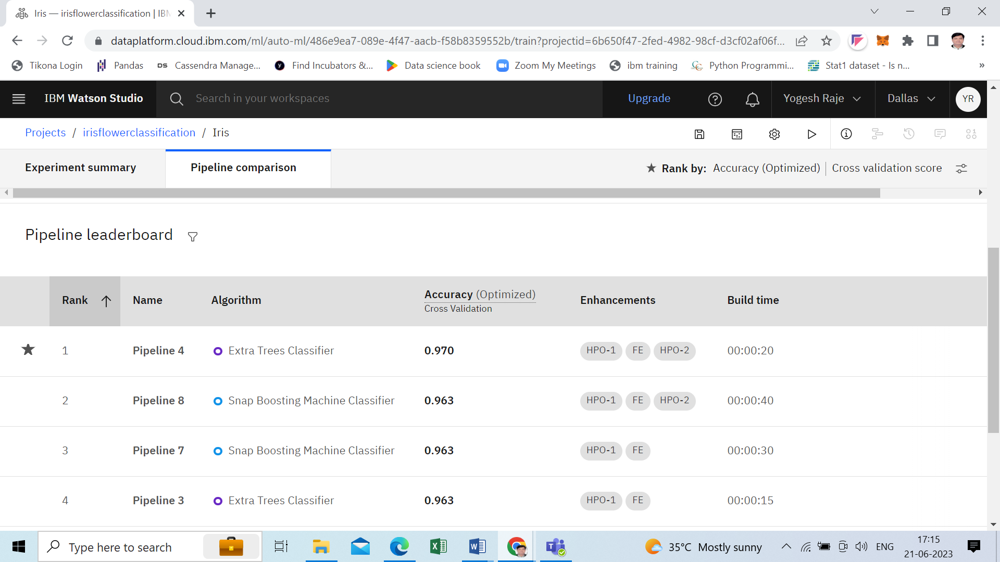 Iris — irisflowerclassification | IBM
dataplatform.cloud.ibm.com/ml/auto-ml/486e9ea7-089e-4f47-aacb-f58b8359552b/train?projectid=6b650f47-2fed-4982-98cf-d3cf02af06f...
Tikona Login Pandas DS Cassendra Manage... Find Incubators &... Data science book Zoom My Meetings ibm training Python Programmi... Stat1 dataset - Is n... »
IBM Watson Studio Search in your workspaces Upgrade Yogesh Raje Dallas YR
Projects / irisflowerclassification / Iris
Experiment summary Pipeline comparison Rank by: Accuracy (Optimized) | Cross validation score
Pipeline leaderboard
Rank Name Algorithm Accuracy (Optimized) Enhancements Build time
Cross Validation
1 Pipeline 4 Extra Trees Classifier 0.970 HPO-1 FE HPO-2 00:00:20
2 Pipeline 8 Snap Boosting Machine Classifier 0.963 HPO-1 FE HPO-2 00:00:40
3 Pipeline 7 Snap Boosting Machine Classifier 0.963 HPO-1 FE 00:00:30
4 Pipeline 3 Extra Trees Classifier 0.963 HPO-1 FE 00:00:15
Type here to search 35°C Mostly sunny ENG 17:15
21-06-2023